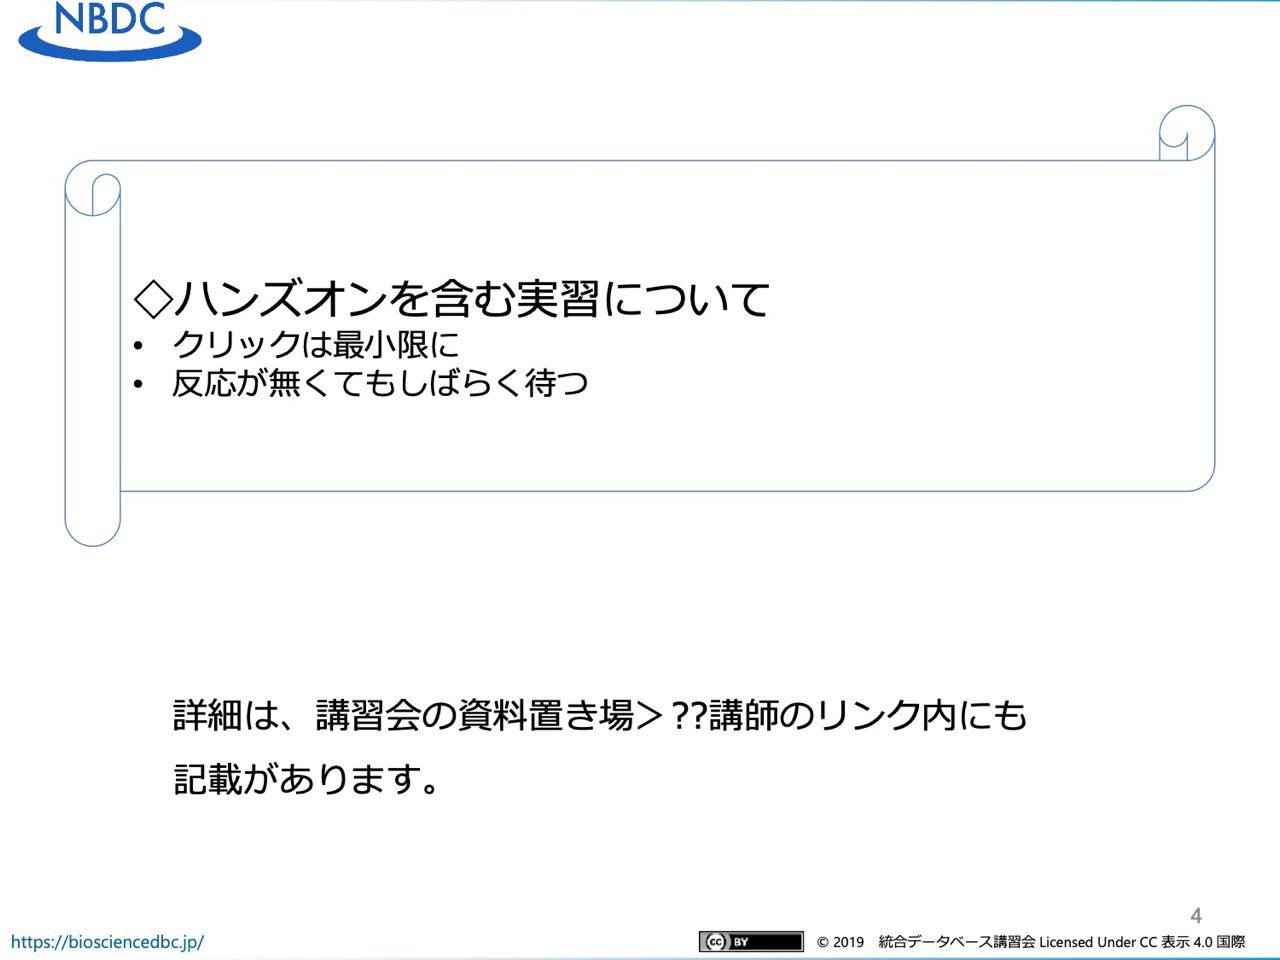 NBDC
◇ハンズオンを含む実習について
• クリックは最小限に
• 反応が無くてもしばらく待つ
詳細は、講習会の資料置き場＞??講師のリンク内にも
記載があります。
4
https://biosciencedbc.jp/
cc BY
© 2019 統合データベース講習会 Licensed Under CC 表示 4.0 国際